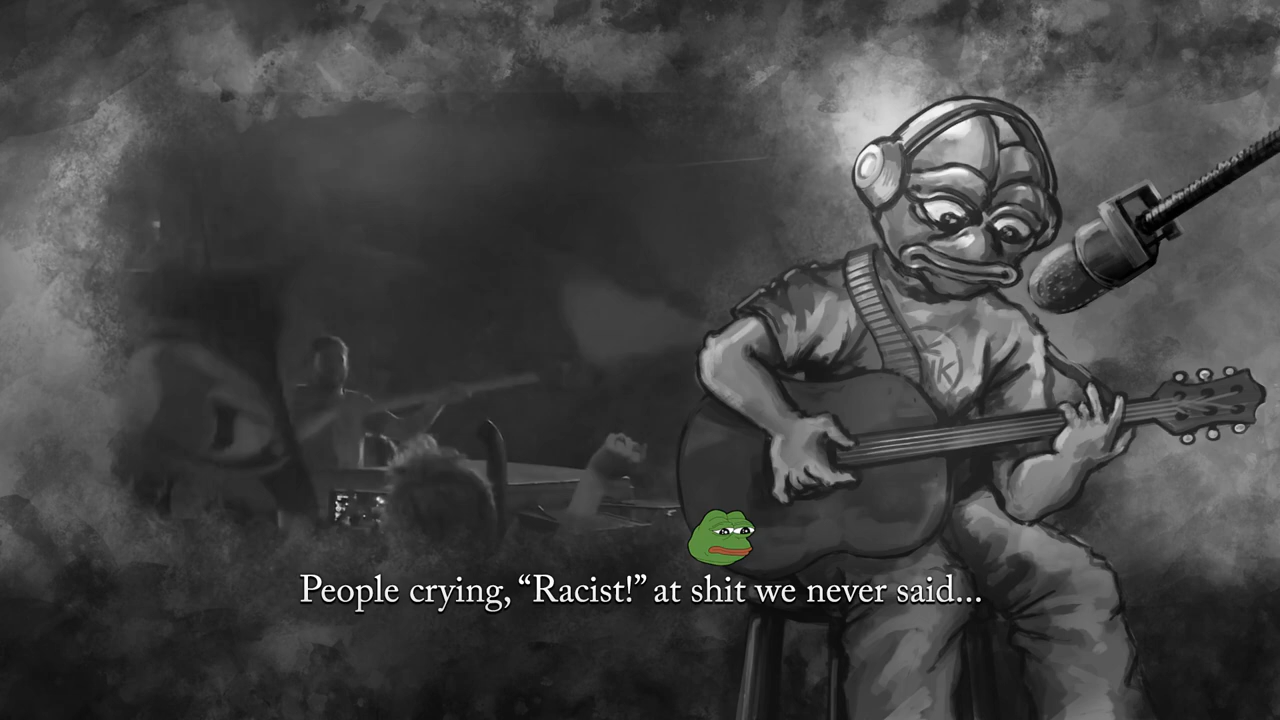 People crying, “Racist!” at shit we never said...